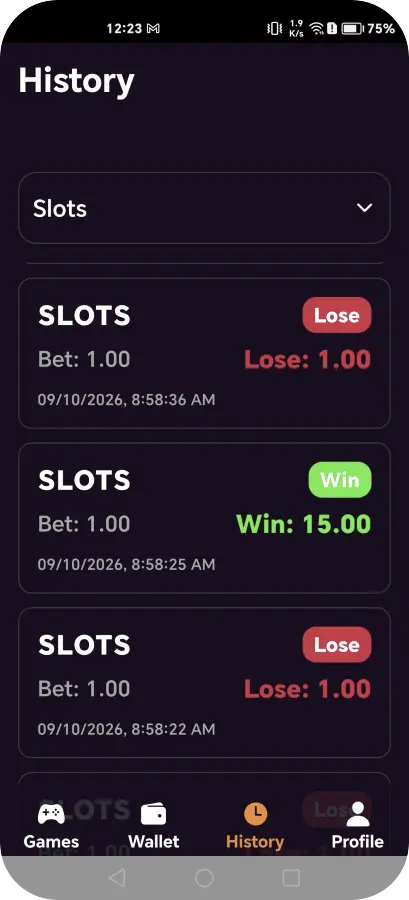 12:23
1.9
K/s
75%
History
Slots
SLOTS
Lose
Bet: 1.00
Lose: 1.00
09/10/2026, 8:58:36 AM
SLOTS
Win
Bet: 1.00
Win: 15.00
09/10/2026, 8:58:25 AM
SLOTS
Lose
Bet: 1.00
Lose: 1.00
09/10/2026, 8:58:22 AM
SLOTS
Lose
Games
Wallet
History
Profile